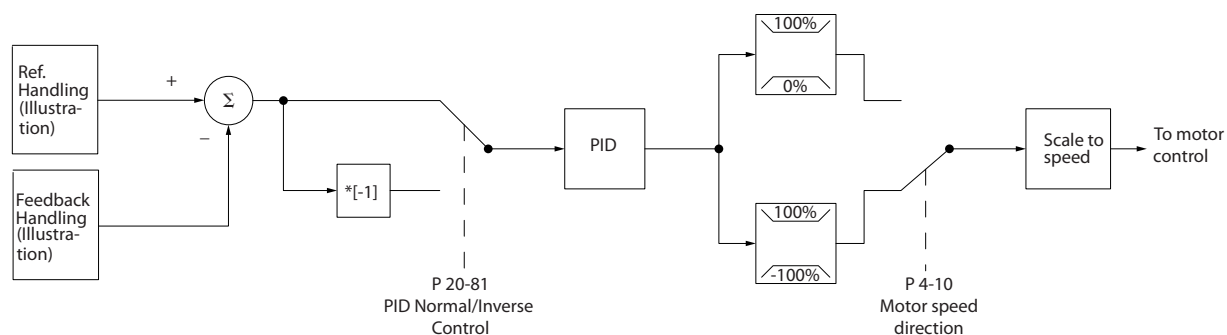 Ref.
Handling
(Illustra-
tion)
+
Σ
_
Feedback
Handling
(Illustra-
tion)
*[-1]
P 20-81
PID Normal/Inverse
Control
PID
100%
0%
100%
-100%
P 4-10
Motor speed
direction
Scale to
speed
To motor
control